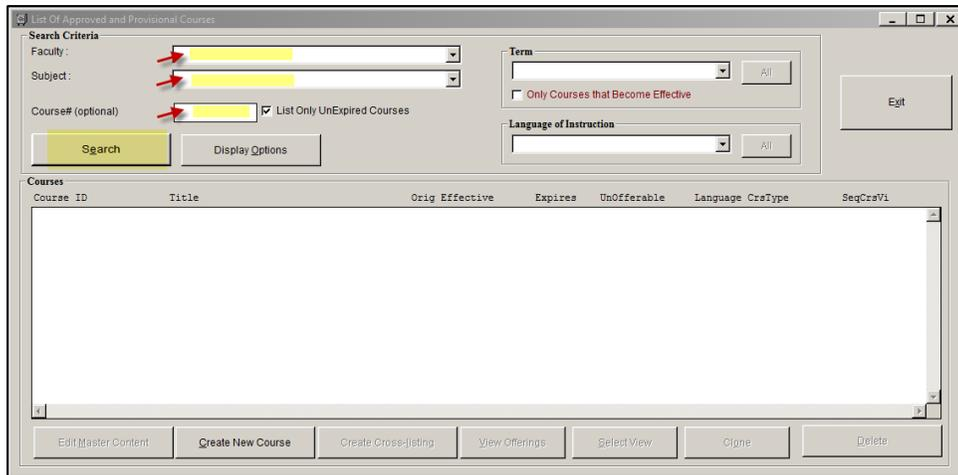 List Of Approved and Provisional Courses
Search Criteria
Faculty :
Subject :
Course# (optional)
List Only UnExpired Courses
Search
Display Options
Term
All
Only Courses that Become Effective
Language of Instruction
All
Exit
Courses
Course ID Title Orig Effective Expires UnOfferable Language CrsType SeqCrsVi
Edit Master Content Create New Course Create Cross-listing View Offerings Select View Clone Delete